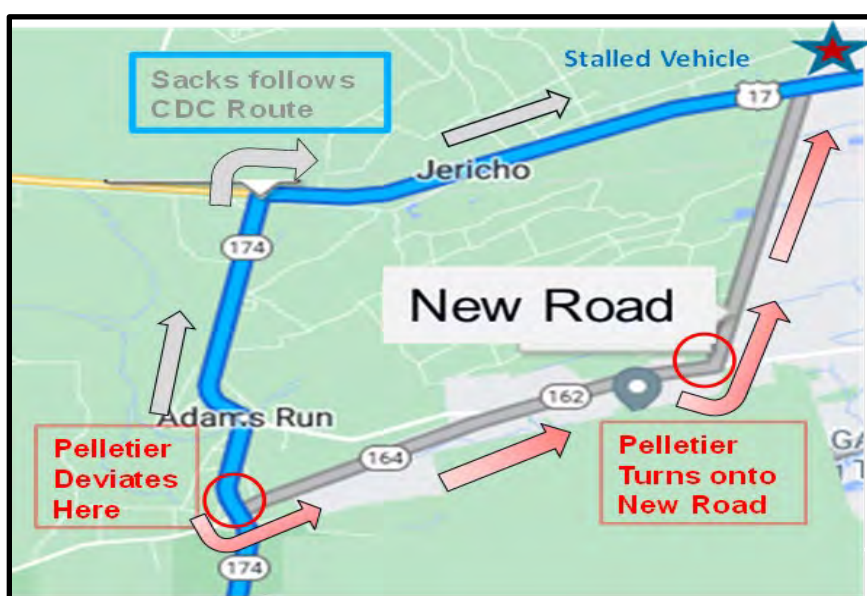 Stalled Vehicle
Sacks follows
CDC Route
17
Jericho
174
New Road
Adams Run
162
Pelletier
Deviates
Here
164
Pelletier
Turns onto
New Road
174